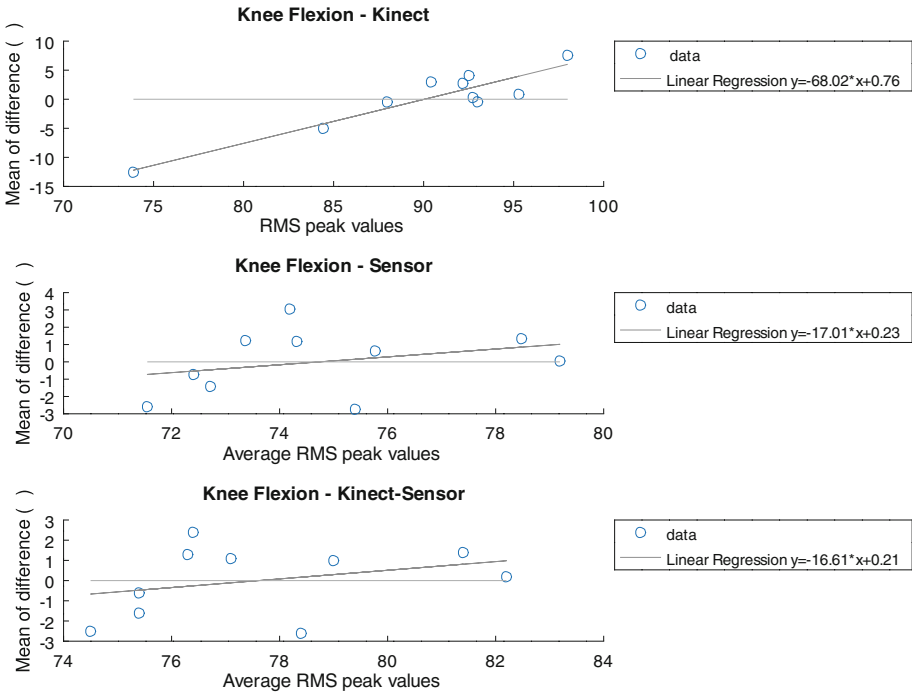 Knee Flexion - Kinect
Mean of difference ( )
10
5
0
-5
-10
-15
70 75 80 85 90 95 100
RMS peak values
data
Linear Regression y=-68.02*x+0.76
Knee Flexion - Sensor
Mean of difference ( )
4
3
2
1
0
-1
-2
-3
70 72 74 76 78 80
Average RMS peak values
data
Linear Regression y=-17.01*x+0.23
Knee Flexion - Kinect-Sensor
Mean of difference ( )
3
2
1
0
-1
-2
-3
74 76 78 80 82 84
Average RMS peak values
data
Linear Regression y=-16.61*x+0.21